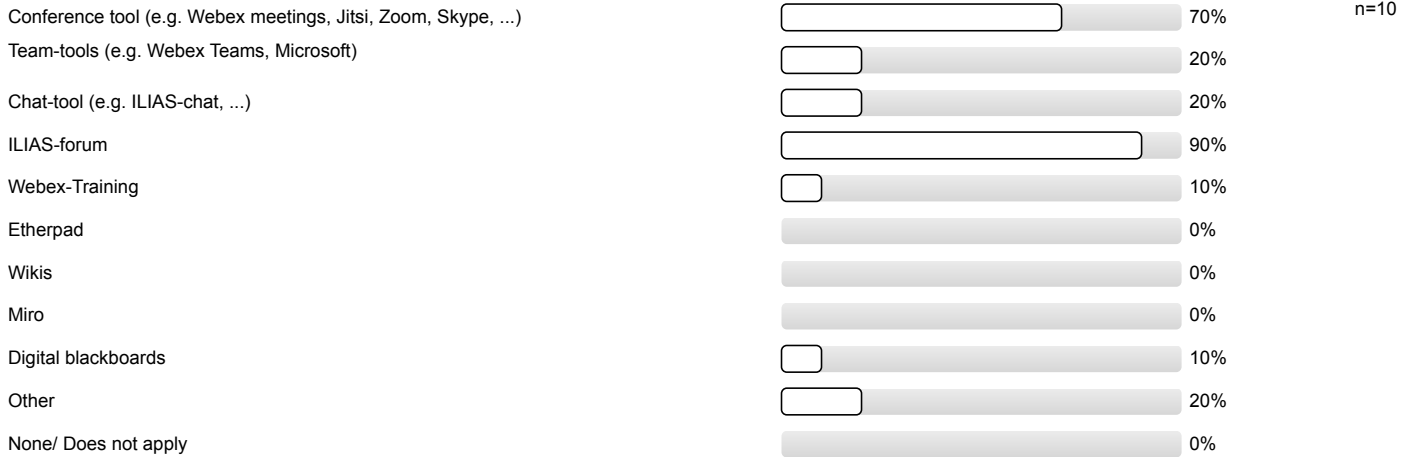 Conference tool (e.g. Webex meetings, Jitsi, Zoom, Skype, ...) 70% n=10
Team-tools (e.g. Webex Teams, Microsoft) 20%
Chat-tool (e.g. ILIAS-chat, ...) 20%
ILIAS-forum 90%
Webex-Training 10%
Etherpad 0%
Wikis 0%
Miro 0%
Digital blackboards 10%
Other 20%
None/ Does not apply 0%